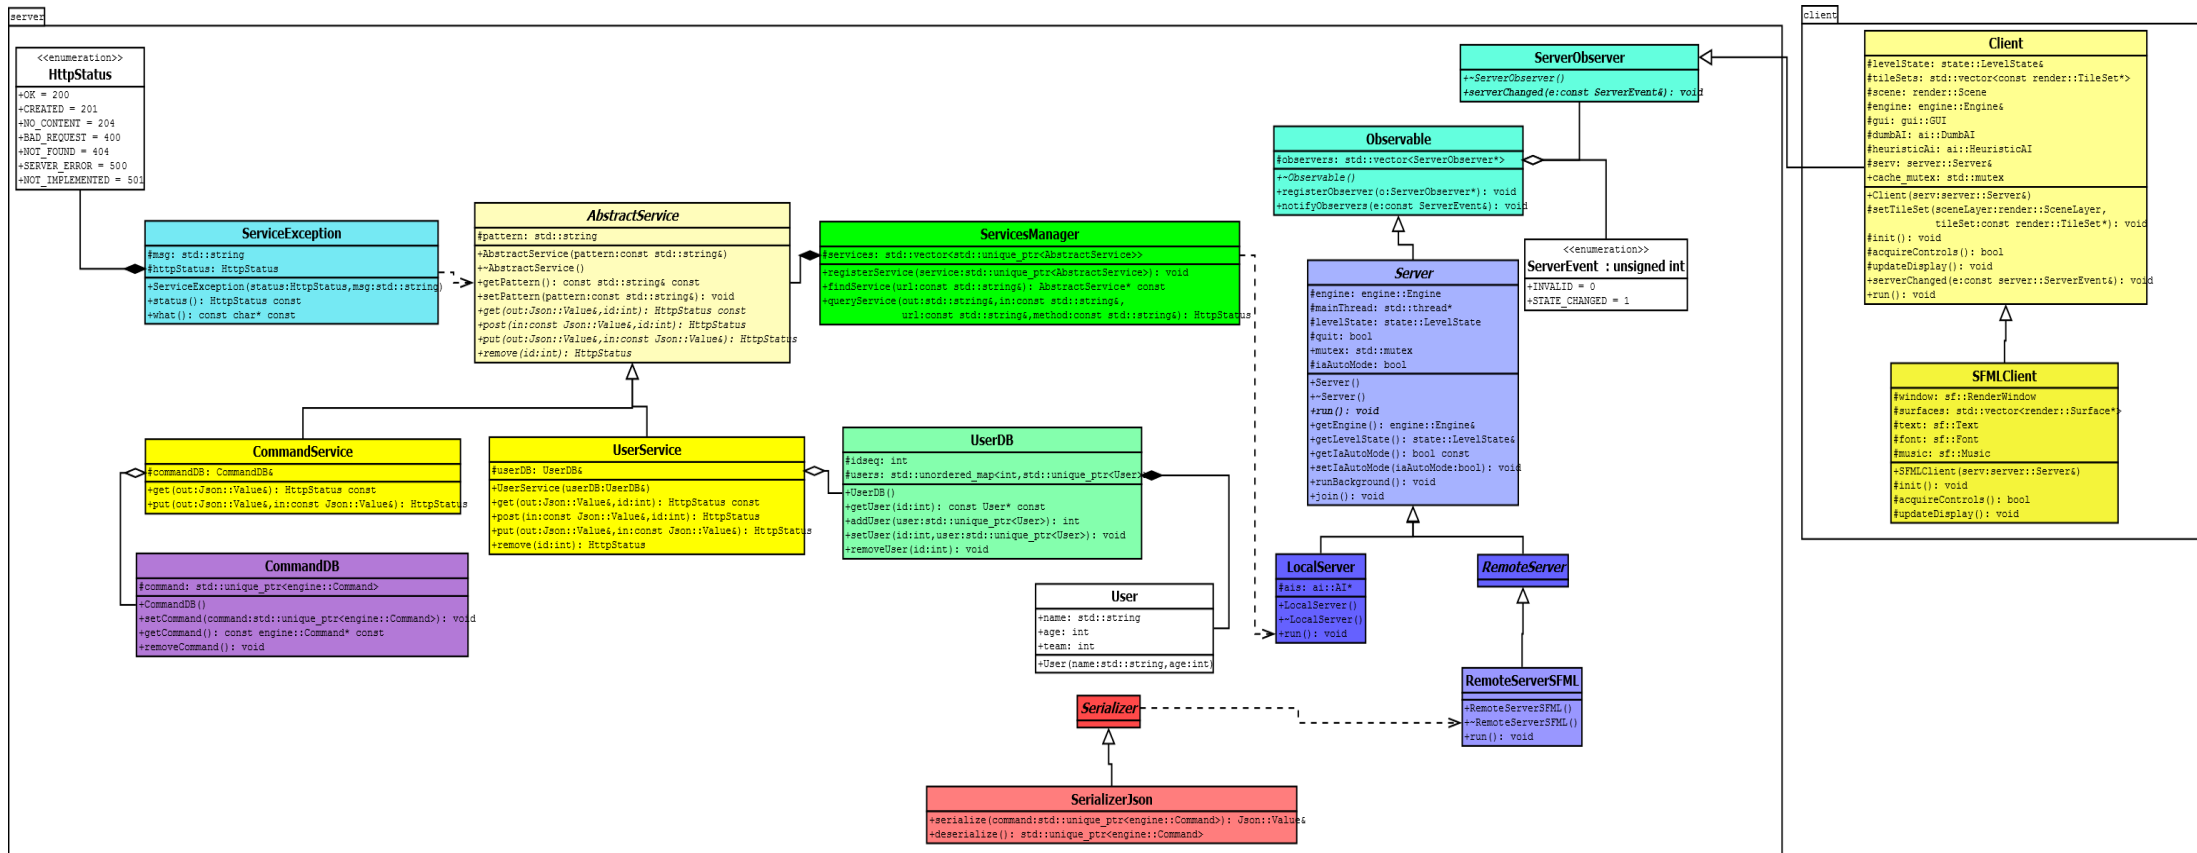 server
<<enumeration>>
HttpStatus
+OK = 200
+CREATED = 201
+NO_CONTENT = 204
+BAD_REQUEST = 400
+NOT_FOUND = 404
+SERVER_ERROR = 500
+NOT_IMPLEMENTED = 501
ServiceException
#msg: std::string
#httpStatus: HttpStatus
+ServiceException(status:HttpStatus,msg:std::string)
+status(): HttpStatus const
+what(): const char* const
AbstractService
#pattern: std::string
+AbstractService(pattern:const std::string&)
+~AbstractService()
+getPattern(): const std::string& const
+setPattern(pattern:const std::string&): void
+get(out:Json::Value&,id:int): HttpStatus const
+post(in:const Json::Value&,id:int): HttpStatus
+put(out:Json::Value&,in:const Json::Value&): HttpStatus
+remove(id:int): HttpStatus
ServicesManager
#services: std::vector<std::unique_ptr<AbstractService>>
+registerService(service:std::unique_ptr<AbstractService>): void
+findService(url:const std::string&): AbstractService* const
+queryService(out:std::string&,in:const std::string&,
url:const std::string&,method:const std::string&): HttpStatus
CommandService
#commandDB: CommandDB&
+get(out:Json::Value&): HttpStatus const
+put(out:Json::Value&,in:const Json::Value&): HttpStatus
CommandDB
#command: std::unique_ptr<engine::Command>
+CommandDB()
+setCommand(command:std::unique_ptr<engine::Command>): void
+getCommand(): const engine::Command* const
+removeCommand(): void
UserService
#userDB: UserDB&
+UserService(userDB:UserDB&)
+get(out:Json::Value&,id:int): HttpStatus const
+post(in:const Json::Value&,id:int): HttpStatus
+put(out:Json::Value&,in:const Json::Value&): HttpStatus
+remove(id:int): HttpStatus
UserDB
#idseq: int
#users: std::unordered_map<int,std::unique_ptr<User>
+UserDB()
+getUser(id:int): const User* const
+addUser(user:std::unique_ptr<User>): int
+setUser(id:int,user:std::unique_ptr<User>): void
+removeUser(id:int): void
User
+name: std::string
+age: int
+team: int
+User(name:std::string,age:int)
Serializer
SerializerJson
+serialize(command:std::unique_ptr<engine::Command>): Json::Value&
+deserialize(): std::unique_ptr<engine::Command>
ServerObserver
+~ServerObserver()
+serverChanged(e:const ServerEvent&): void
Observable
#observers: std::vector<ServerObserver*>
+~Observable()
+registerObserver(o:ServerObserver*): void
+notifyObservers(e:const ServerEvent&): void
<<enumeration>>
ServerEvent : unsigned int
+INVALID = 0
+STATE_CHANGED = 1
Server
#engine: engine::Engine
#mainThread: std::thread*
#levelState: state::LevelState
#quit: bool
+mutex: std::mutex
#iaAutoMode: bool
+Server()
+~Server()
+run(): void
+getEngine(): engine::Engine&
+getLevelState(): state::LevelState&
+getIaAutoMode(): bool const
+setIaAutoMode(iaAutoMode:bool): void
+runBackground(): void
+join(): void
LocalServer
#ais: ai::AI*
+LocalServer()
+~LocalServer()
+run(): void
RemoteServer
RemoteServerSFML
+RemoteServerSFML()
+~RemoteServerSFML()
+run(): void
client
Client
#levelState: state::LevelState&
#tileSets: std::vector<const render::TileSet*>
#scene: render::Scene
#engine: engine::Engine&
#gui: gui::GUI
#dumbAI: ai::DumbAI
#heuristicAi: ai::HeuristicAI
#serv: server::Server&
+cache_mutex: std::mutex
+Client(serv:server::Server&)
#setTileSet(sceneLayer:render::SceneLayer,
tileSet:const render::TileSet*): void
#init(): void
#acquireControls(): bool
#updateDisplay(): void
+serverChanged(e:const server::ServerEvent&): void
+run(): void
SFMLClient
#window: sf::RenderWindow
#surfaces: std::vector<render::Surface*>
#text: sf::Text
#font: sf::Font
#music: sf::Music
+SFMLClient(serv:server::Server&)
#init(): void
#acquireControls(): bool
#updateDisplay(): void